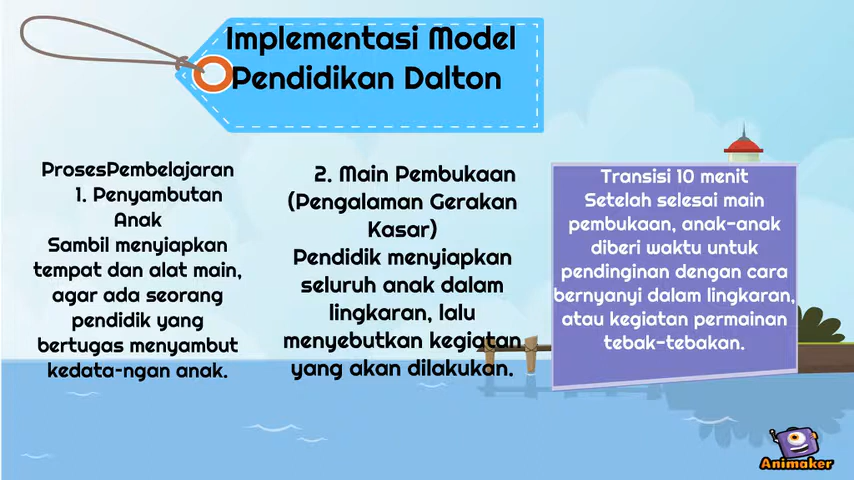 Implementasi Model
Pendidikan Dalton
ProsesPembelajaran
1. Penyambutan
Anak
Sambil menyiapkan
tempat dan alat main,
agar ada seorang
pendidik yang
bertugas menyambut
kedata-ngan anak.
2. Main Pembukaan
(Pengalaman Gerakan
Kasar)
Pendidik menyiapkan
seluruh anak dalam
lingkaran, lalu
menyebutkan kegiatan
yang akan dilakukan.
Transisi 10 menit
Setelah selesai main
pembukaan, anak-anak
diberi waktu untuk
pendinginan dengan cara
bernyanyi dalam lingkaran,
atau kegiatan permainan
tebak-tebakan.
Animaker